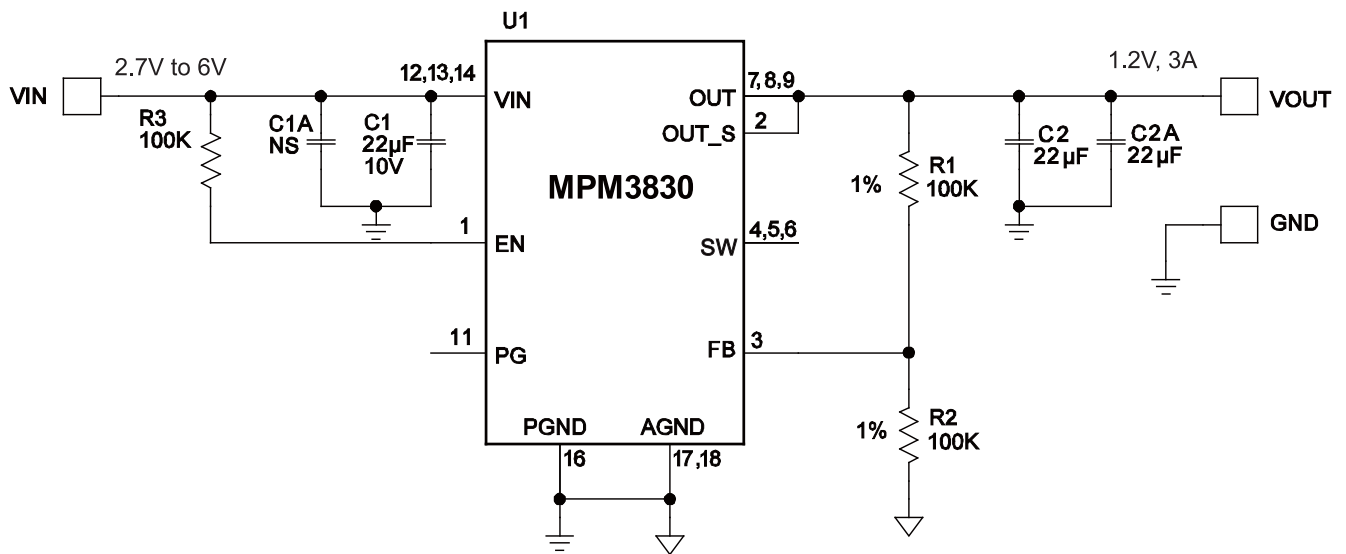 U1
2.7V to 6V
1.2V, 3A
12,13,14
7,8,9
VIN
VIN
OUT
VOUT
R3
100K
C1A
NS
C1
22µF
10V
OUT_S
2
C2
22µF
C2A
22µF
MPM3830
1%
R1
100K
1
EN
SW
4,5,6
GND
11
PG
FB
3
PGND
AGND
1%
R2
100K
16
17,18